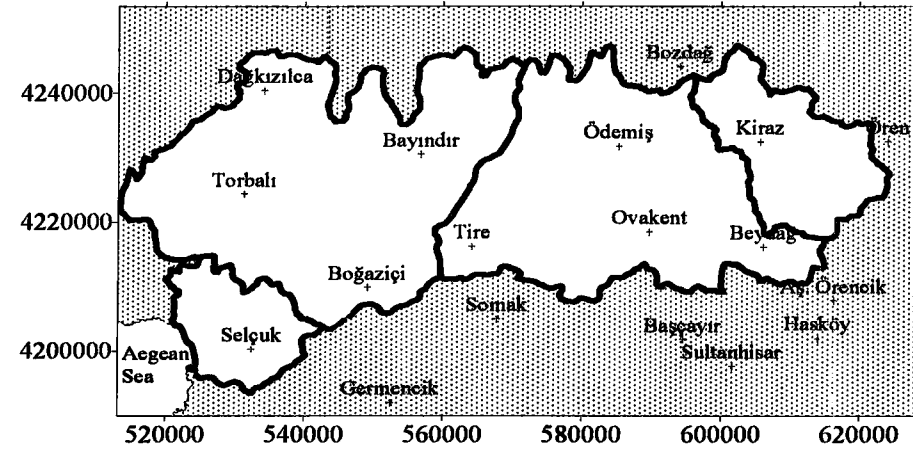 Bozdağ
Dağkızılca
4240000
Bayındır
Ödemiş
Kiraz
Ören
Torbalı
4220000
Tire
Ovakent
Beydağ
Boğaziçi
Aş. Örencik
Somak
Selçuk
Başçayır
Hasköy
4200000
Aegean
Sea
Sultanhisar
Germencik
520000 540000 560000 580000 600000 620000